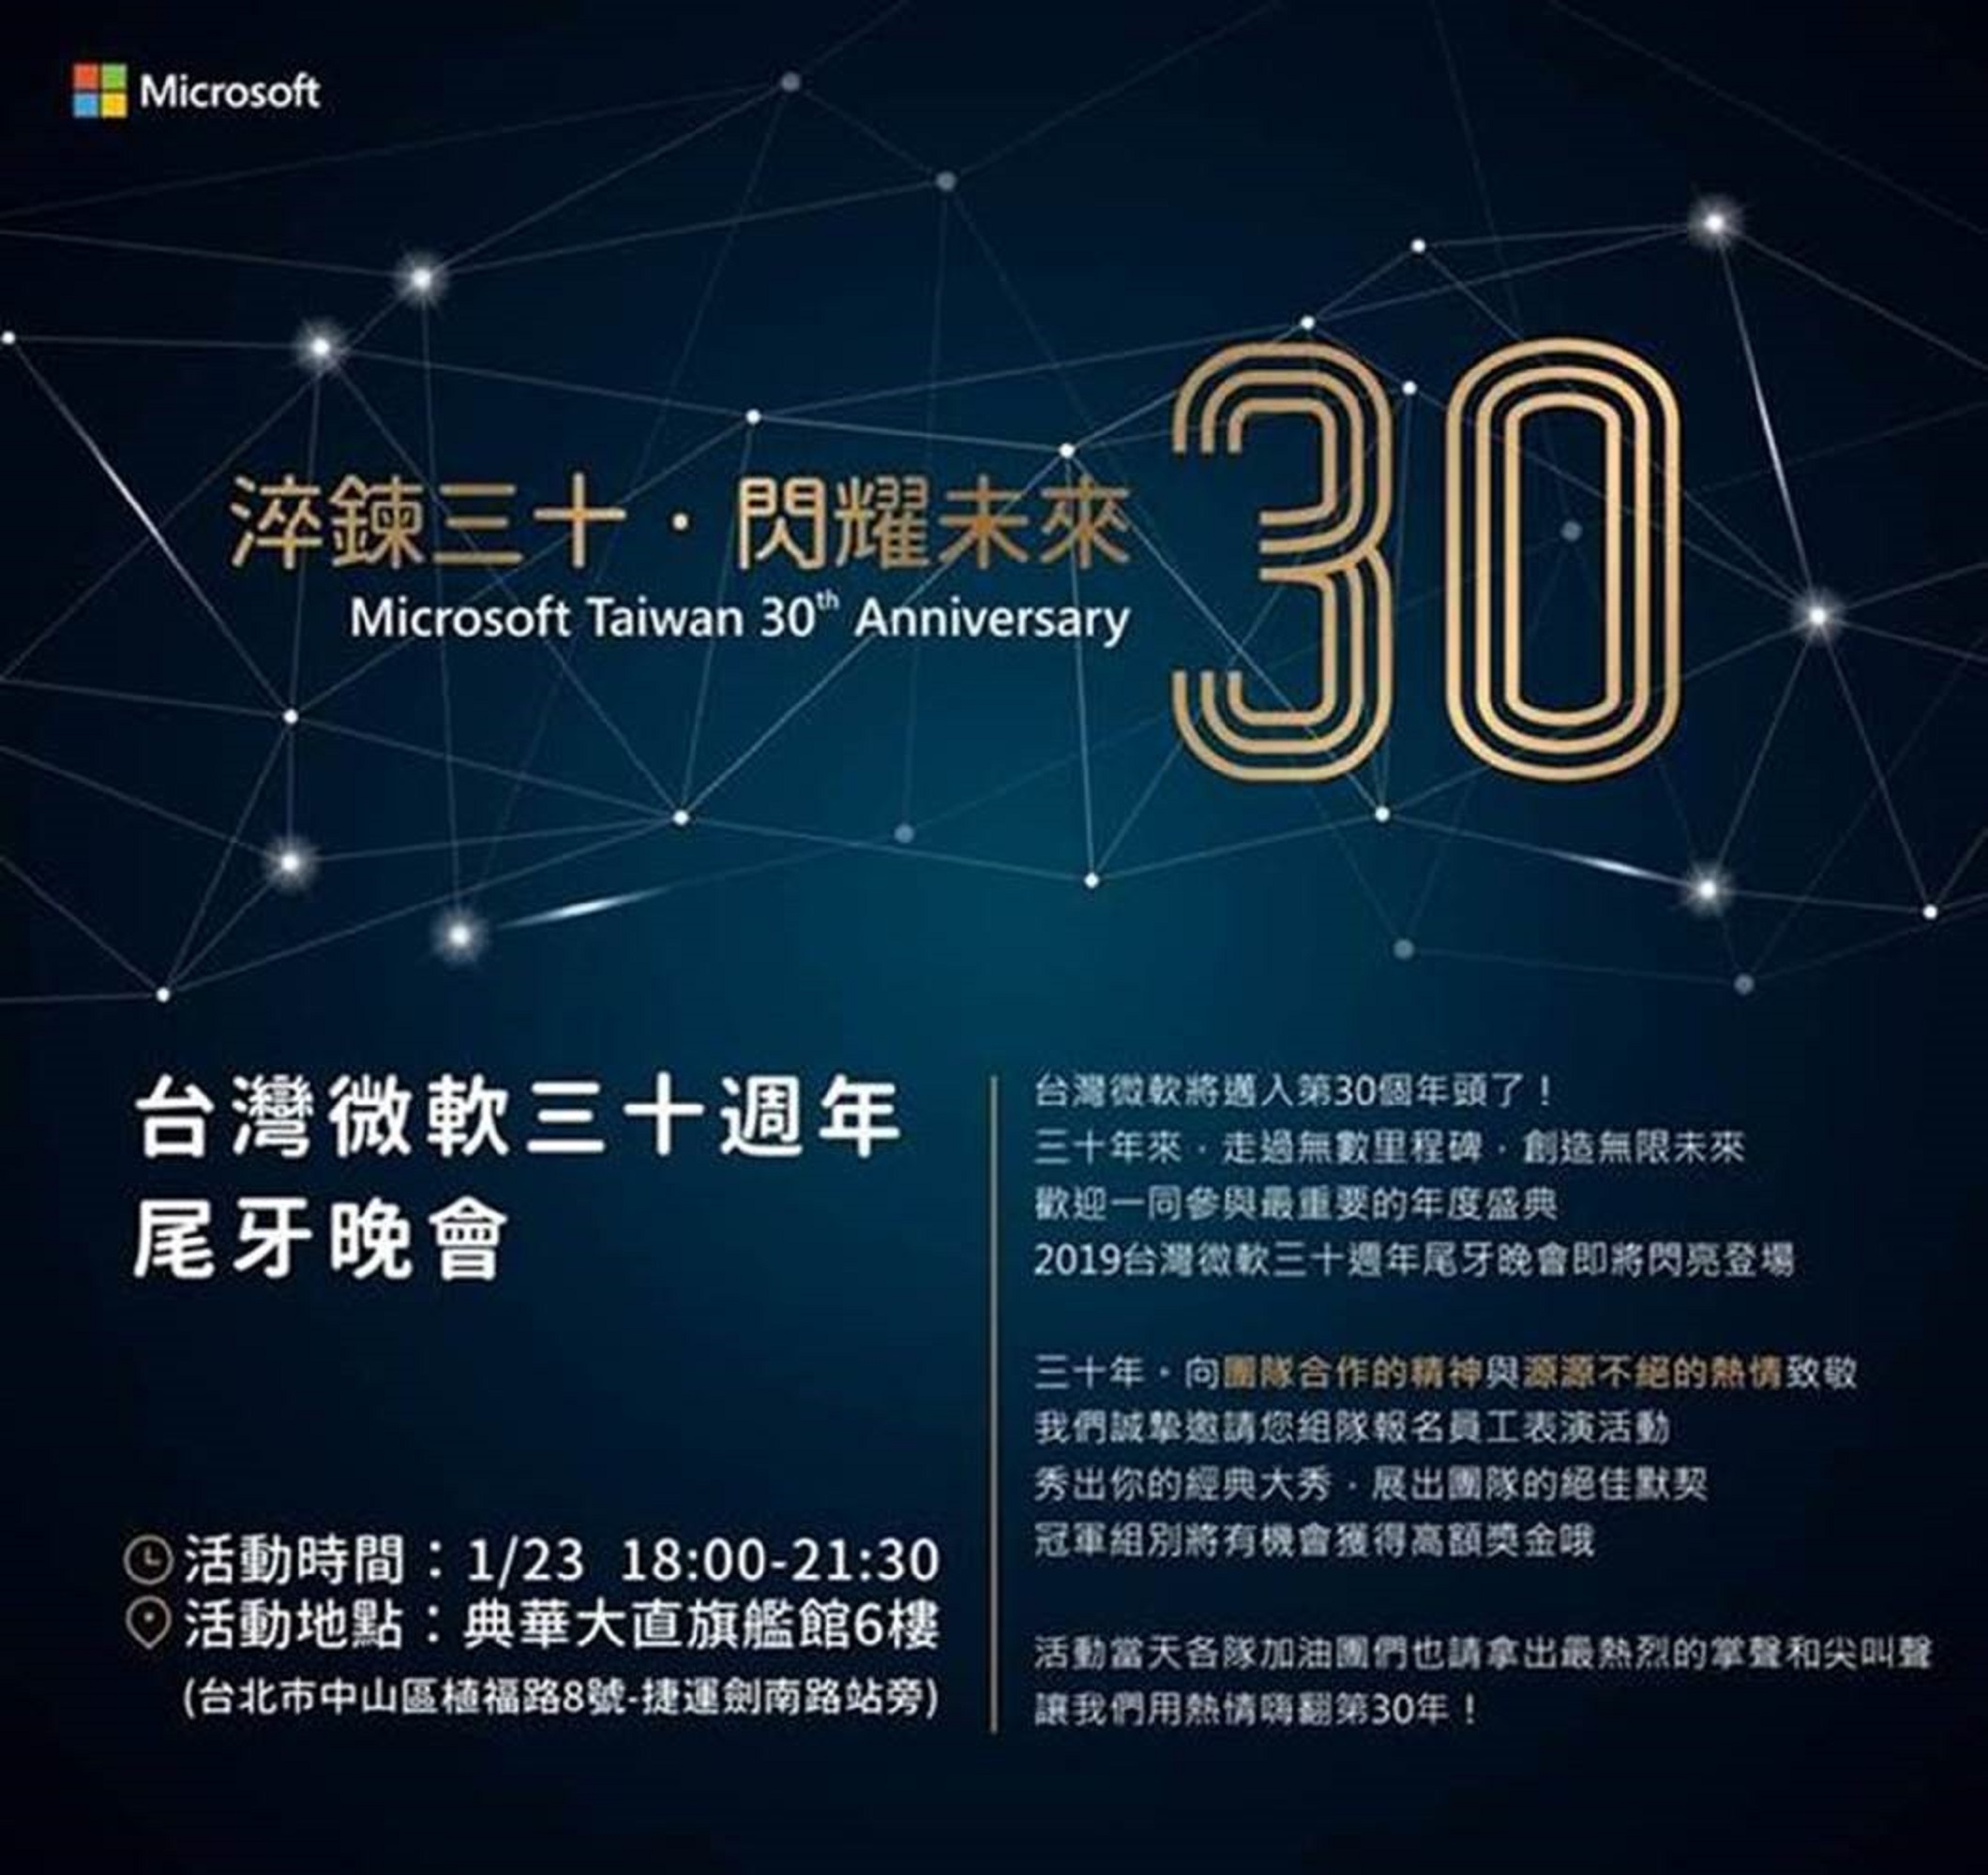 Microsoft
淬鍊三十・閃耀未來
30
Microsoft Taiwan 30th Anniversary
台灣微軟三十週年
尾牙晚會
活動時間：1/23 18:00-21:30
活動地點：典華大直旗艦館6樓
(台北市中山區植福路8號-捷運劍南路站旁)
台灣微軟將邁入第30個年頭了！
三十年來，走過無數里程碑，創造無限未來
歡迎一同參與最重要的年度盛典
2019台灣微軟三十週年尾牙晚會即將閃亮登場
三十年。向團隊合作的精神與源源不絕的熱情致敬
我們誠摯邀請您組隊報名員工表演活動
秀出你的經典大秀，展出團隊的絕佳默契
冠軍組別將有機會獲得高額獎金哦
活動當天各隊加油團們也請拿出最熱烈的掌聲和尖叫聲
讓我們用熱情嗨翻第30年！